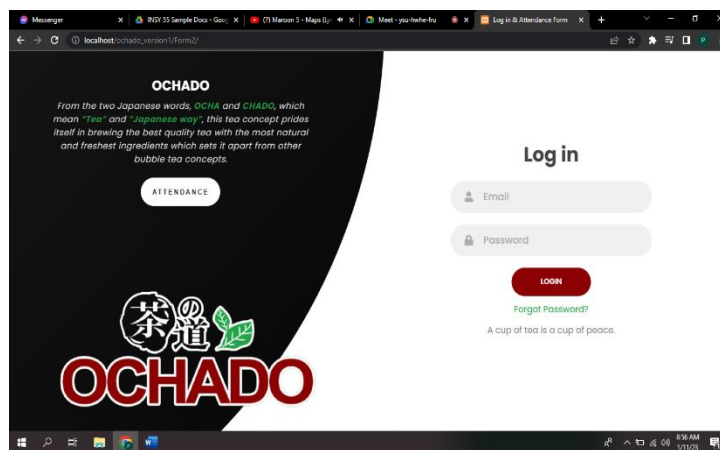 Messenger
INSY 55 Sample Docs - Goo
(7) Maroon 5 - Maps (Ly
Meet - ysu-hwhe-fru
Log in & Attendance Form
localhost/ochado_version1/Form2/
P
OCHADO
From the two Japanese words, OCHA and CHADO, which
mean "Tea" and "Japanese way", this tea concept prides
itself in brewing the best quality tea with the most natural
and freshest ingredients which sets it apart from other
bubble tea concepts.
ATTENDANCE
茶の道
OCHADO
Log in
Email
Password
LOGIN
Forgot Password?
A cup of tea is a cup of peace.
8:56 AM
1/11/23